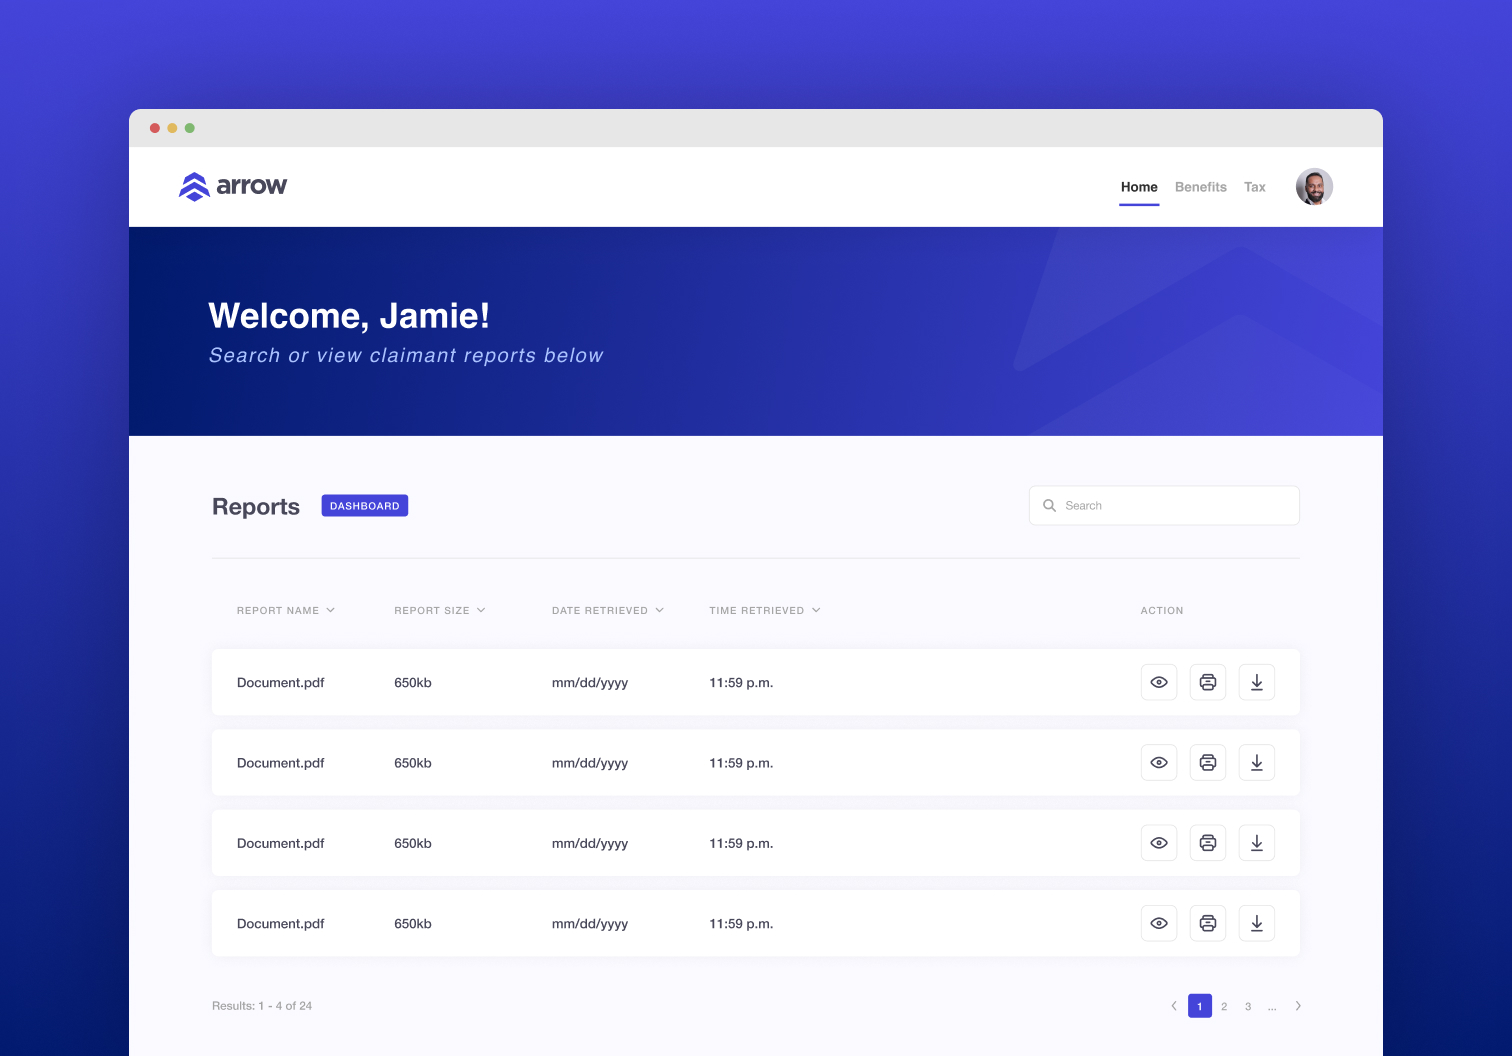 arrow
Home Benefits Tax
Welcome, Jamie!
Search or view claimant reports below
Reports DASHBOARD Search
REPORT NAME REPORT SIZE DATE RETRIEVED TIME RETRIEVED ACTION
Document.pdf 650kb mm/dd/yyyy 11:59 p.m.
Document.pdf 650kb mm/dd/yyyy 11:59 p.m.
Document.pdf 650kb mm/dd/yyyy 11:59 p.m.
Document.pdf 650kb mm/dd/yyyy 11:59 p.m.
Results: 1 - 4 of 24 1 2 3 ...